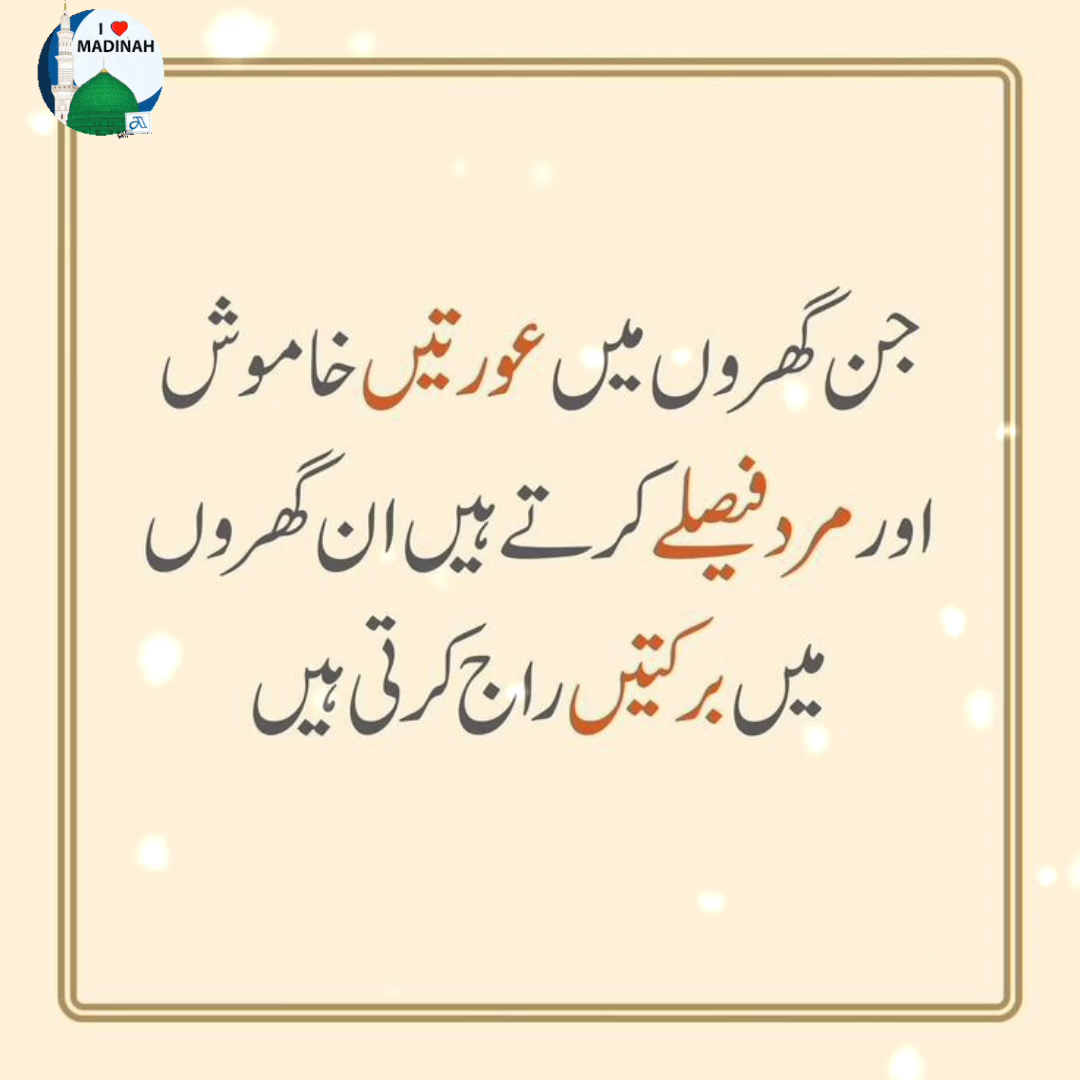 I ❤ MADINAH
جن گھروں میں عورتیں خاموش
اور مرد فیصلے کرتے ہیں ان گھروں
میں برکتیں راج کرتی ہیں